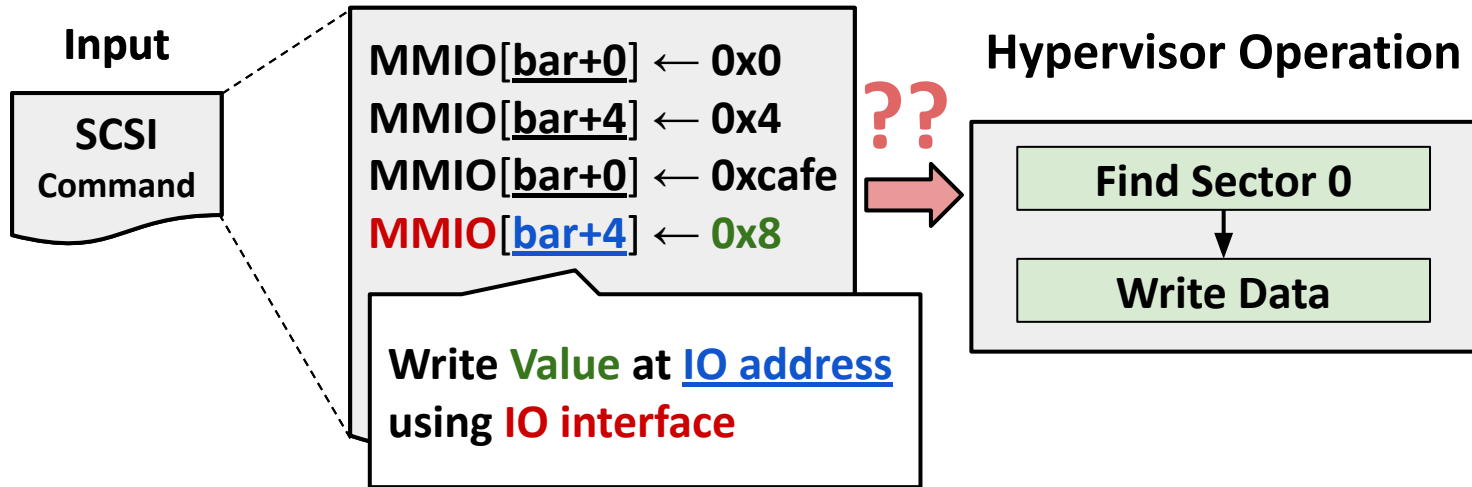 Input
SCSI
Command
MMIO[bar+0] ← 0x0
MMIO[bar+4] ← 0x4
MMIO[bar+0] ← 0xcafe
MMIO[bar+4] ← 0x8
Write Value at IO address
using IO interface
??
Hypervisor Operation
Find Sector 0
Write Data